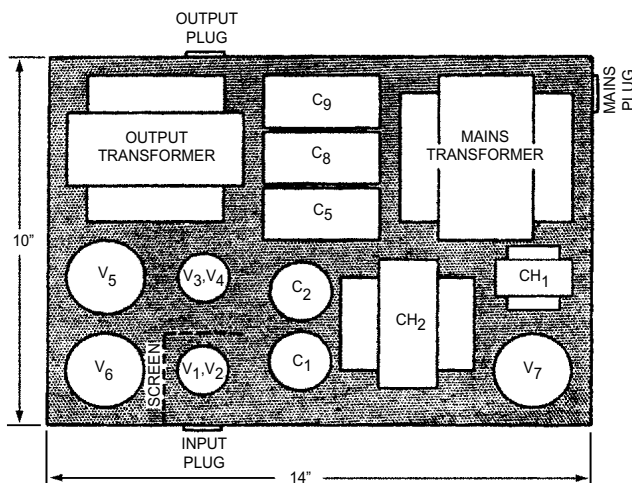 OUTPUT
PLUG
MAINS
PLUG
OUTPUT
TRANSFORMER
C9
C8
C5
MAINS
TRANSFORMER
10"
V5
V3,V4
C2
CH2
CH1
V6
SCREEN
V1,V2
C1
V7
INPUT
PLUG
14"